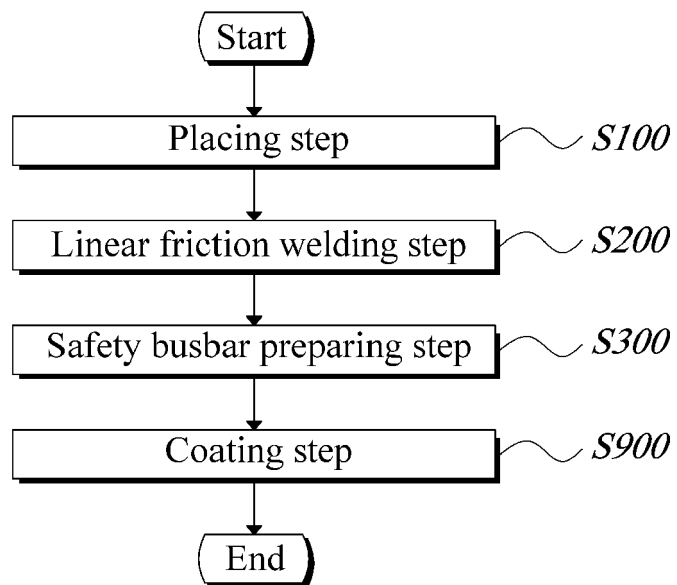 Start
Placing step S100
Linear friction welding step S200
Safety busbar preparing step S300
Coating step S900
End